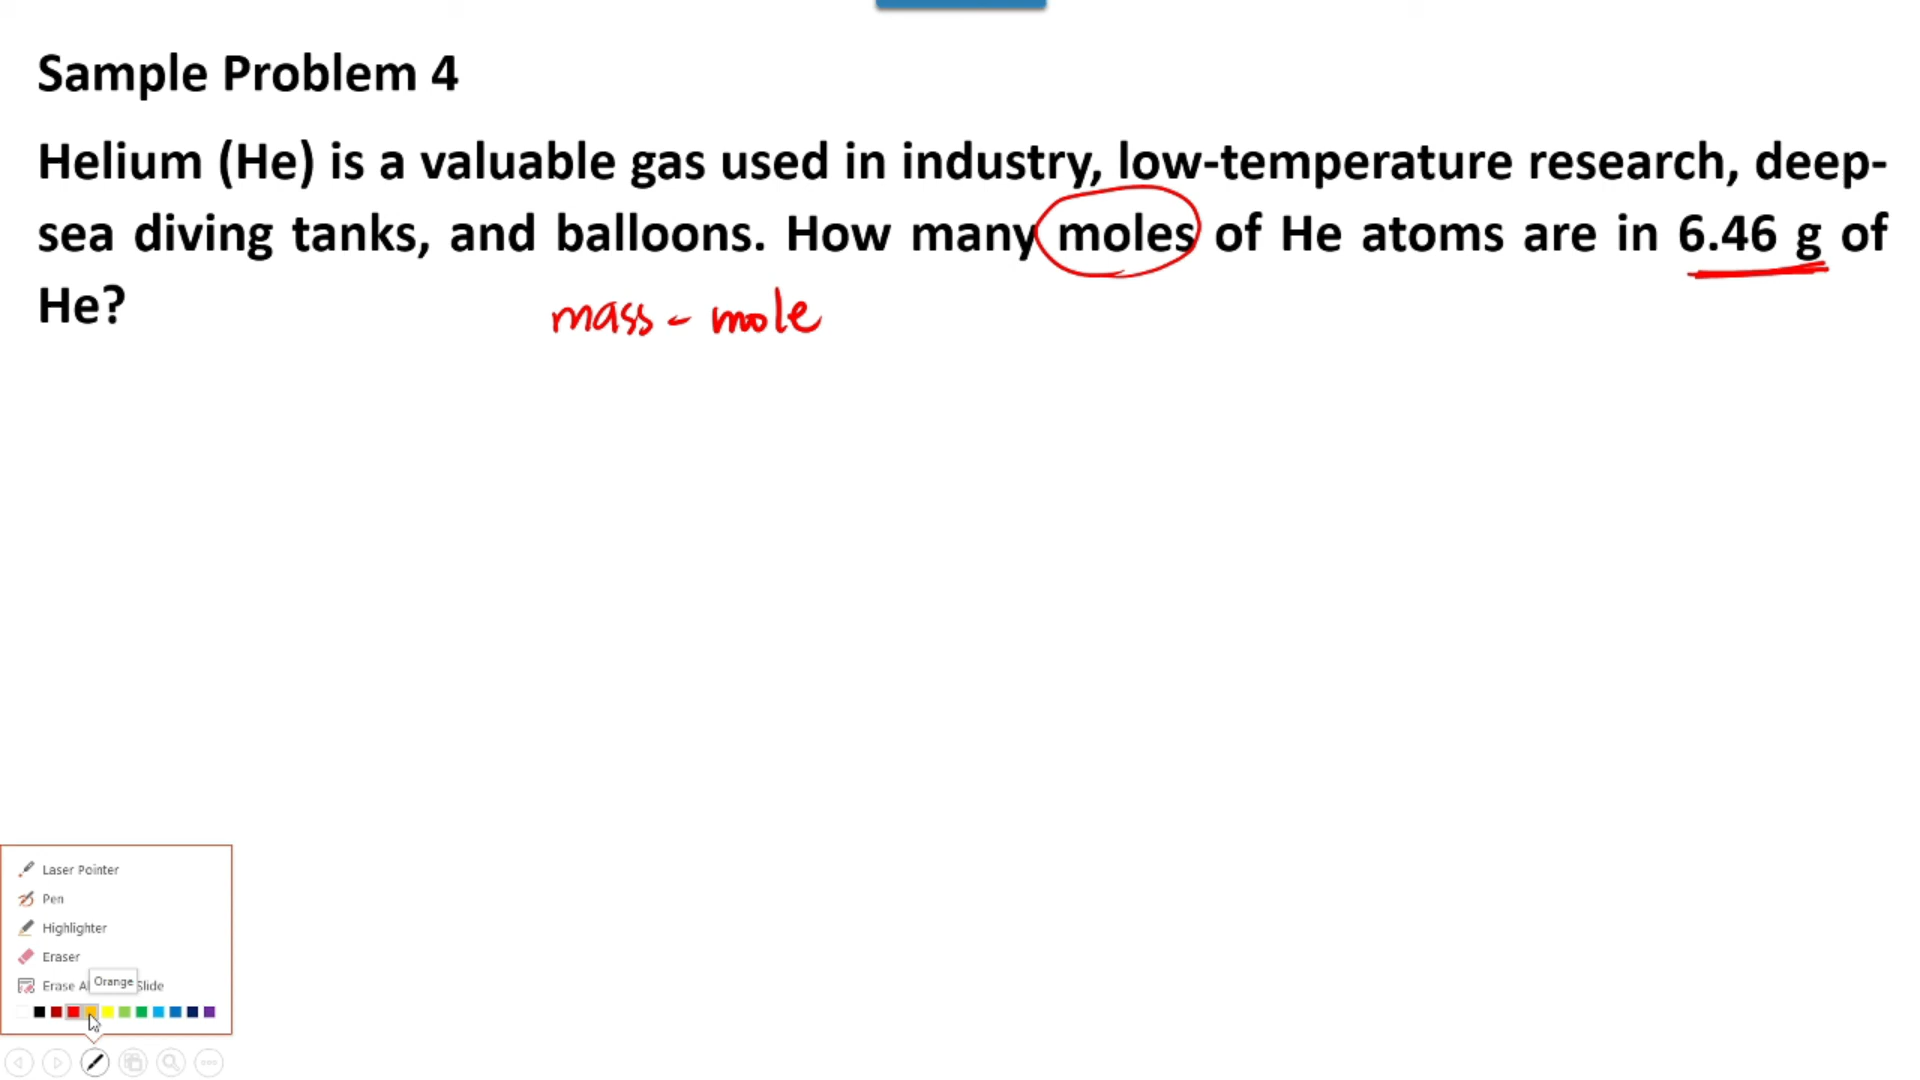 Sample Problem 4
Helium (He) is a valuable gas used in industry, low-temperature research, deep-
sea diving tanks, and balloons. How many moles of He atoms are in 6.46 g of
He?
mass - mole
Laser Pointer
Pen
Highlighter
Eraser
Erase A Slide
Orange